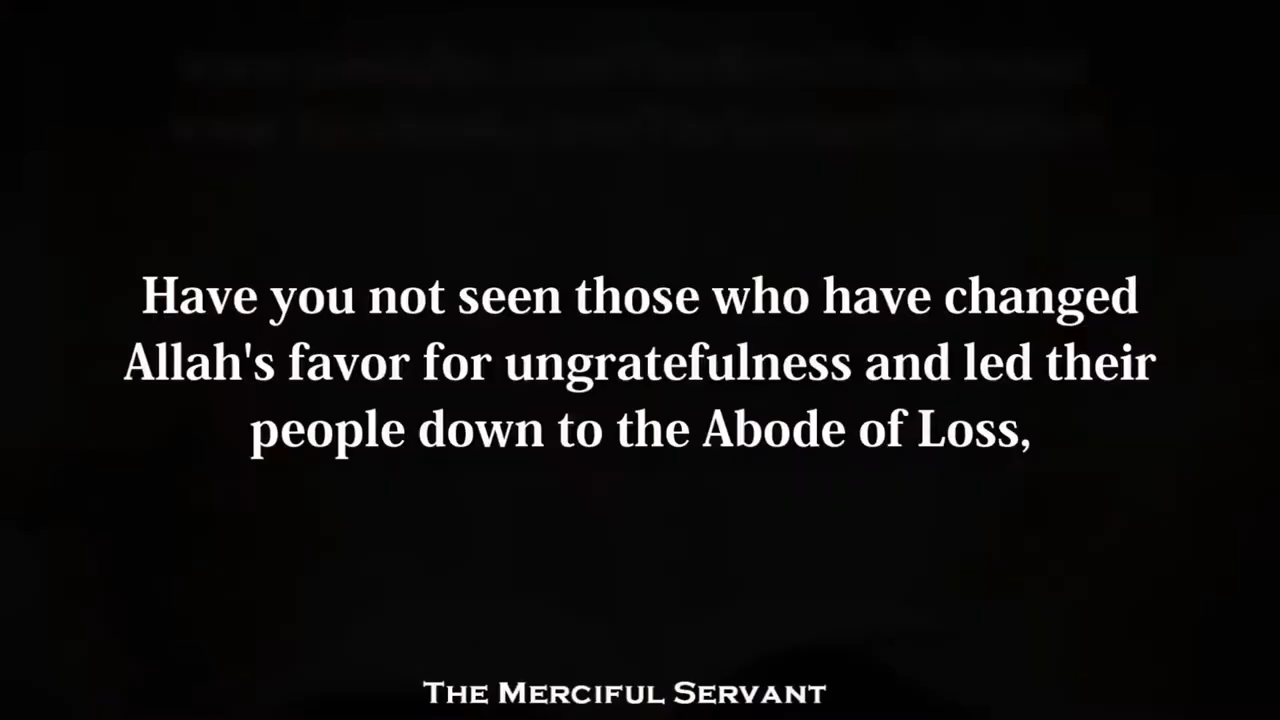 Have you not seen those who have changed
Allah's favor for ungratefulness and led their
people down to the Abode of Loss,
The Merciful Servant